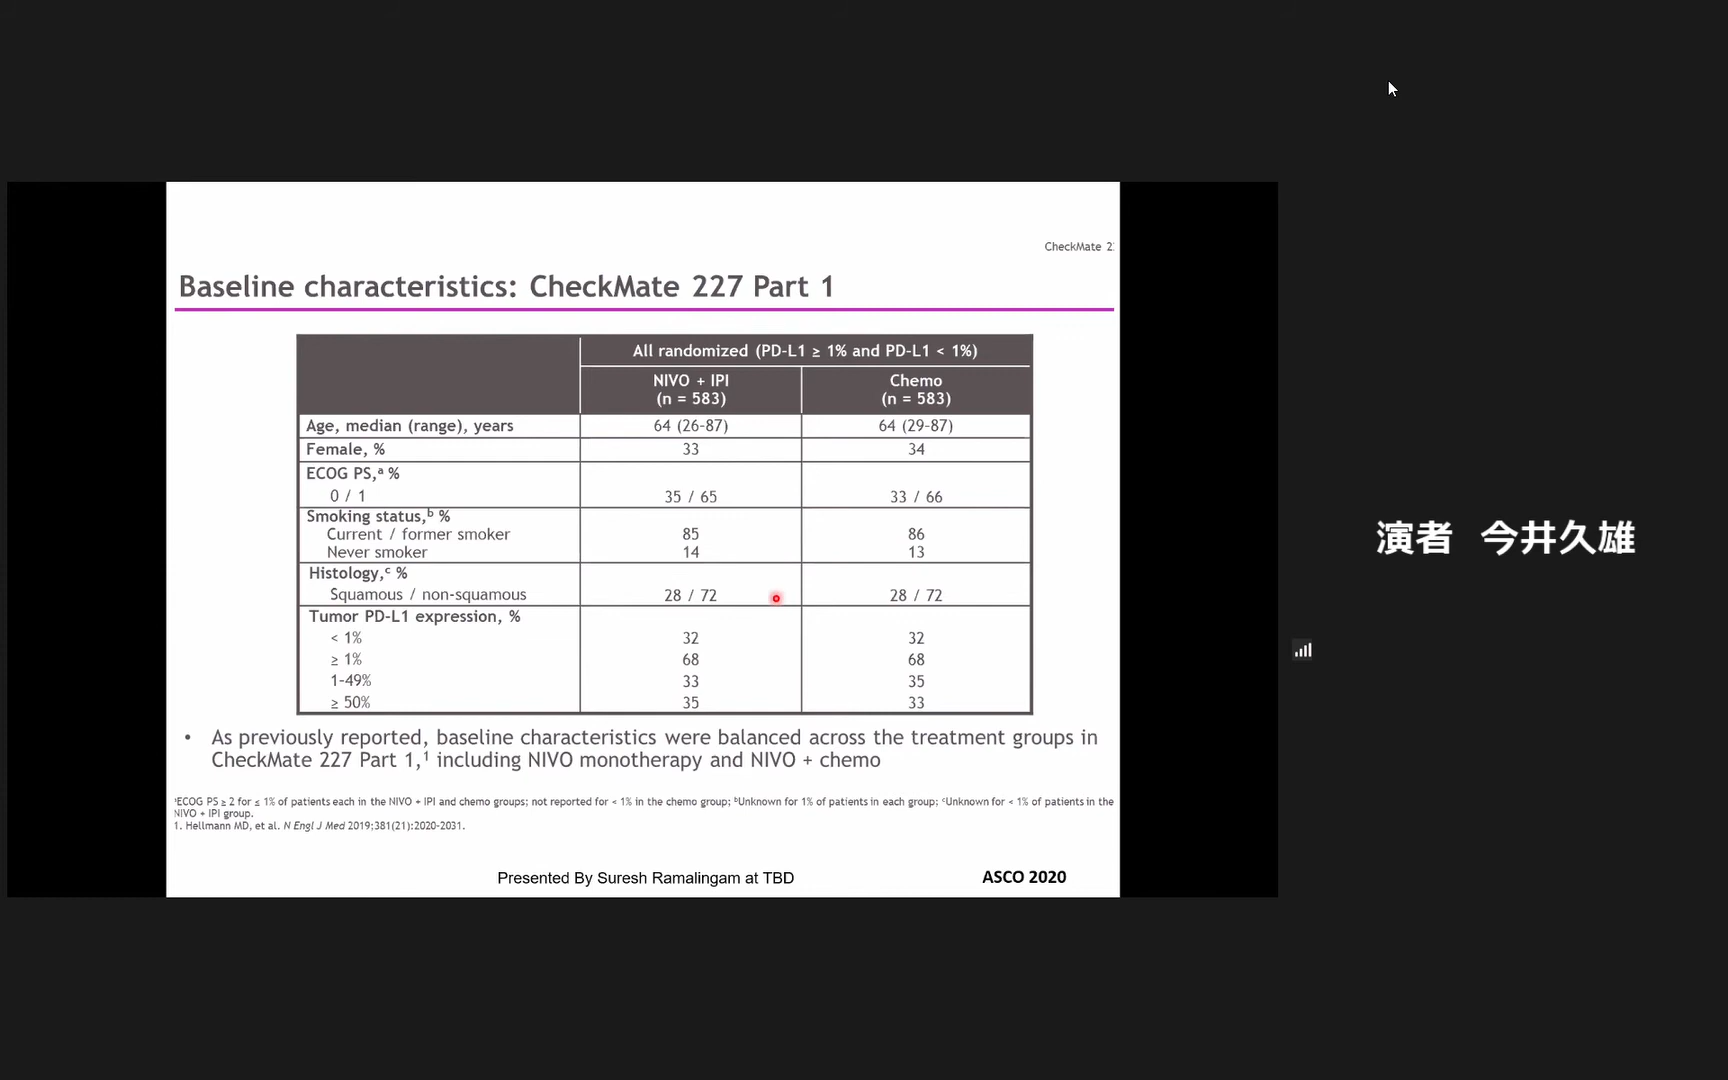 CheckMate 2
Baseline characteristics: CheckMate 227 Part 1
All randomized (PD-L1 ≥ 1% and PD-L1 < 1%)
NIVO + IPI
(n = 583)
Chemo
(n = 583)
Age, median (range), years 64 (26–87) 64 (29–87)
Female, % 33 34
ECOG PS,ᵃ %
0 / 1 35 / 65 33 / 66
Smoking status,ᵇ %
Current / former smoker 85 86
Never smoker 14 13
Histology,ᶜ %
Squamous / non-squamous 28 / 72 28 / 72
Tumor PD-L1 expression, %
< 1% 32 32
≥ 1% 68 68
1–49% 33 35
≥ 50% 35 33
• As previously reported, baseline characteristics were balanced across the treatment groups in
CheckMate 227 Part 1,¹ including NIVO monotherapy and NIVO + chemo
ᵃECOG PS ≥ 2 for ≤ 1% of patients each in the NIVO + IPI and chemo groups; not reported for < 1% in the chemo group; ᵇUnknown for 1% of patients in each group; ᶜUnknown for < 1% of patients in the
NIVO + IPI group.
1. Hellmann MD, et al. N Engl J Med 2019;381(21):2020-2031.
Presented By Suresh Ramalingam at TBD
ASCO 2020
演者 今井久雄